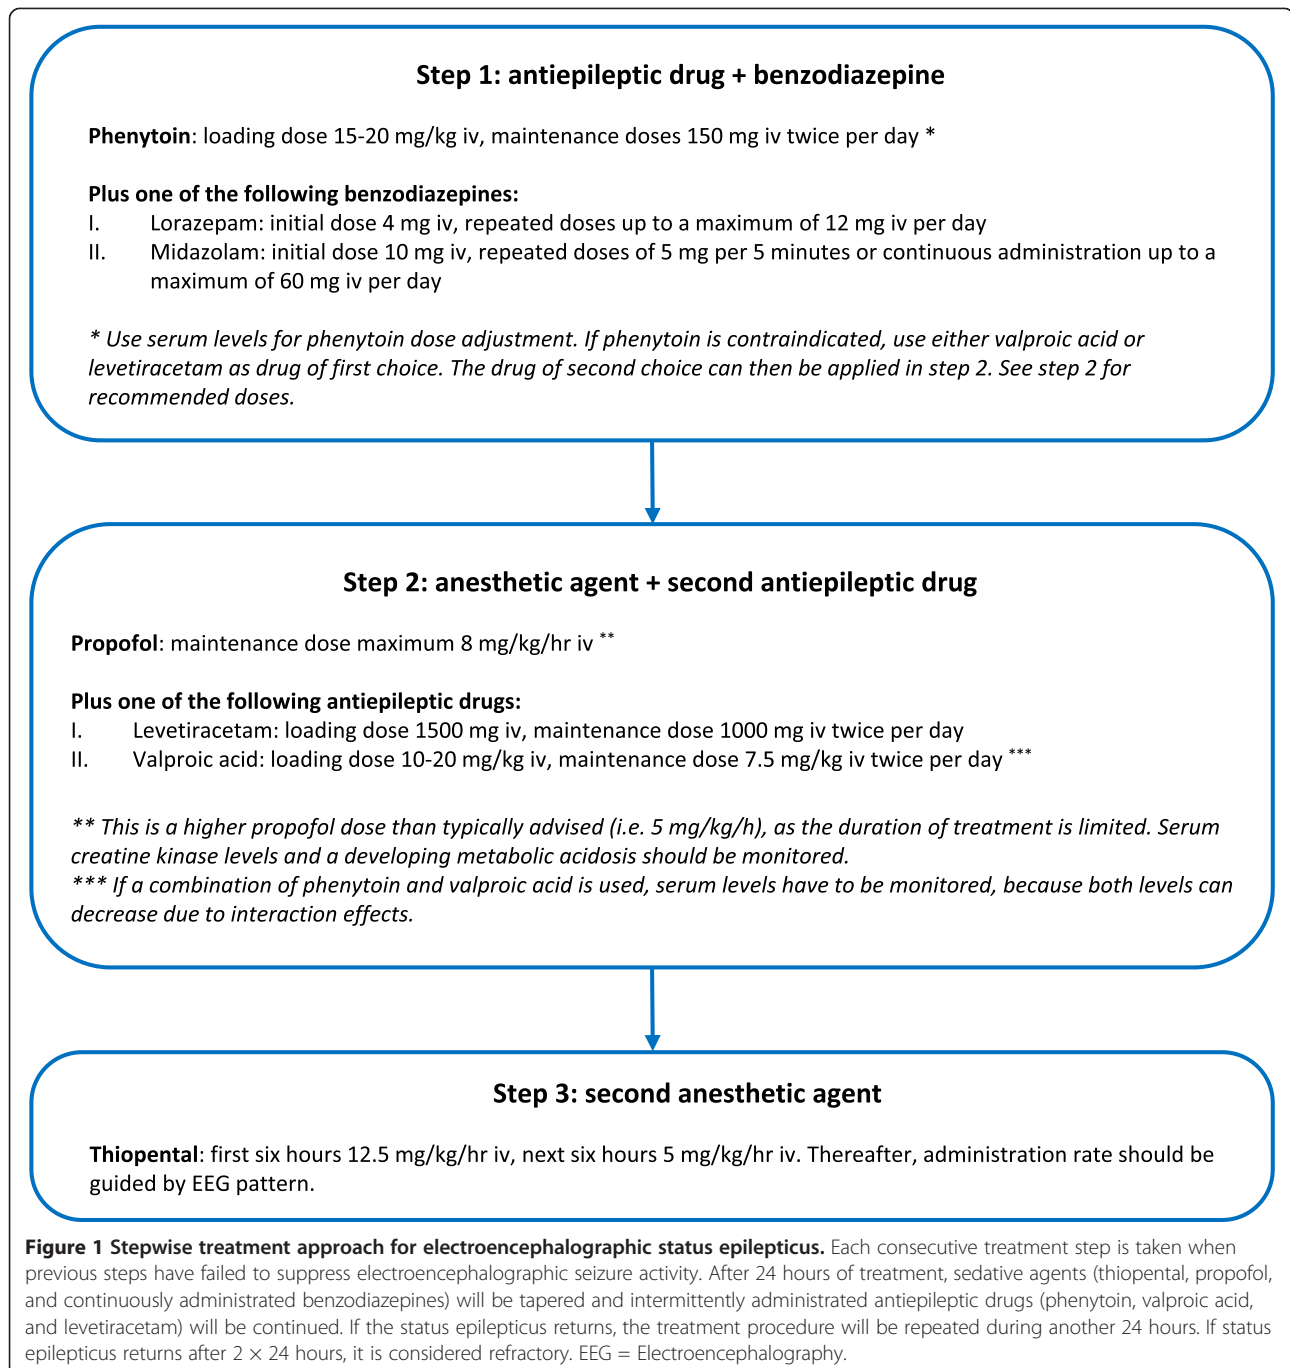 Step 1: antiepileptic drug + benzodiazepine
Phenytoin: loading dose 15-20 mg/kg iv, maintenance doses 150 mg iv twice per day *
Plus one of the following benzodiazepines:
I. Lorazepam: initial dose 4 mg iv, repeated doses up to a maximum of 12 mg iv per day
II. Midazolam: initial dose 10 mg iv, repeated doses of 5 mg per 5 minutes or continuous administration up to a
maximum of 60 mg iv per day
* Use serum levels for phenytoin dose adjustment. If phenytoin is contraindicated, use either valproic acid or
levetiracetam as drug of first choice. The drug of second choice can then be applied in step 2. See step 2 for
recommended doses.
Step 2: anesthetic agent + second antiepileptic drug
Propofol: maintenance dose maximum 8 mg/kg/hr iv **
Plus one of the following antiepileptic drugs:
I. Levetiracetam: loading dose 1500 mg iv, maintenance dose 1000 mg iv twice per day
II. Valproic acid: loading dose 10-20 mg/kg iv, maintenance dose 7.5 mg/kg iv twice per day ***
** This is a higher propofol dose than typically advised (i.e. 5 mg/kg/h), as the duration of treatment is limited. Serum
creatine kinase levels and a developing metabolic acidosis should be monitored.
*** If a combination of phenytoin and valproic acid is used, serum levels have to be monitored, because both levels can
decrease due to interaction effects.
Step 3: second anesthetic agent
Thiopental: first six hours 12.5 mg/kg/hr iv, next six hours 5 mg/kg/hr iv. Thereafter, administration rate should be
guided by EEG pattern.
Figure 1 Stepwise treatment approach for electroencephalographic status epilepticus. Each consecutive treatment step is taken when
previous steps have failed to suppress electroencephalographic seizure activity. After 24 hours of treatment, sedative agents (thiopental, propofol,
and continuously administrated benzodiazepines) will be tapered and intermittently administrated antiepileptic drugs (phenytoin, valproic acid,
and levetiracetam) will be continued. If the status epilepticus returns, the treatment procedure will be repeated during another 24 hours. If status
epilepticus returns after 2 × 24 hours, it is considered refractory. EEG = Electroencephalography.